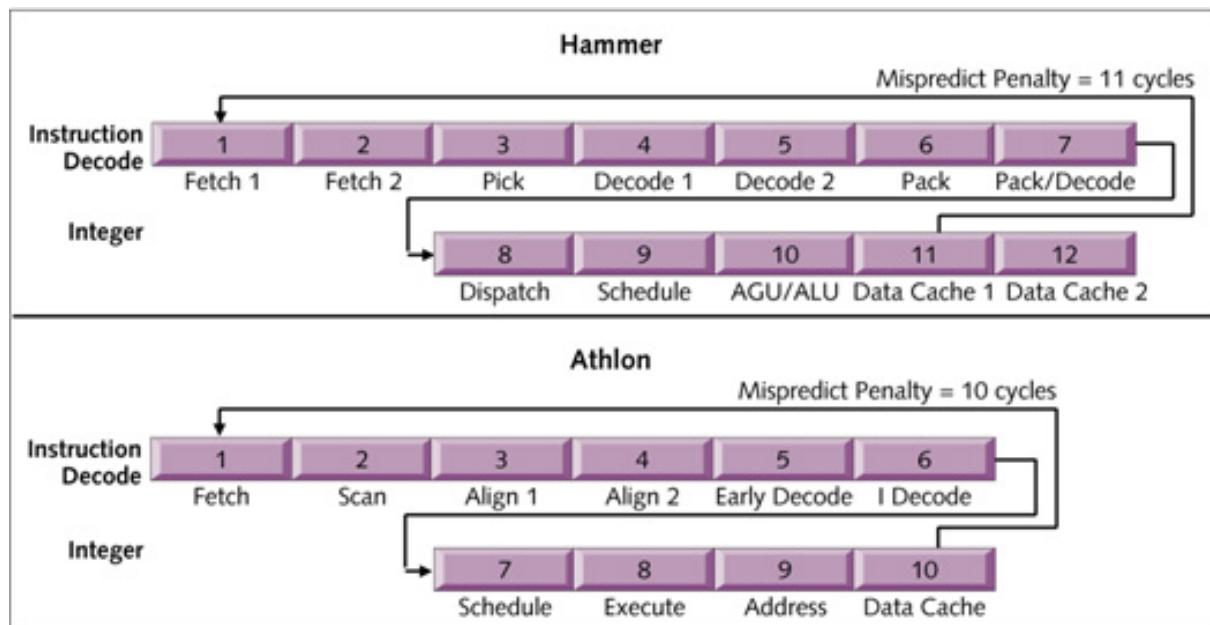 Hammer
Mispredict Penalty = 11 cycles
Instruction
Decode
1 2 3 4 5 6 7
Fetch 1 Fetch 2 Pick Decode 1 Decode 2 Pack Pack/Decode
Integer
8 9 10 11 12
Dispatch Schedule AGU/ALU Data Cache 1 Data Cache 2
Athlon
Mispredict Penalty = 10 cycles
Instruction
Decode
1 2 3 4 5 6
Fetch Scan Align 1 Align 2 Early Decode I Decode
Integer
7 8 9 10
Schedule Execute Address Data Cache